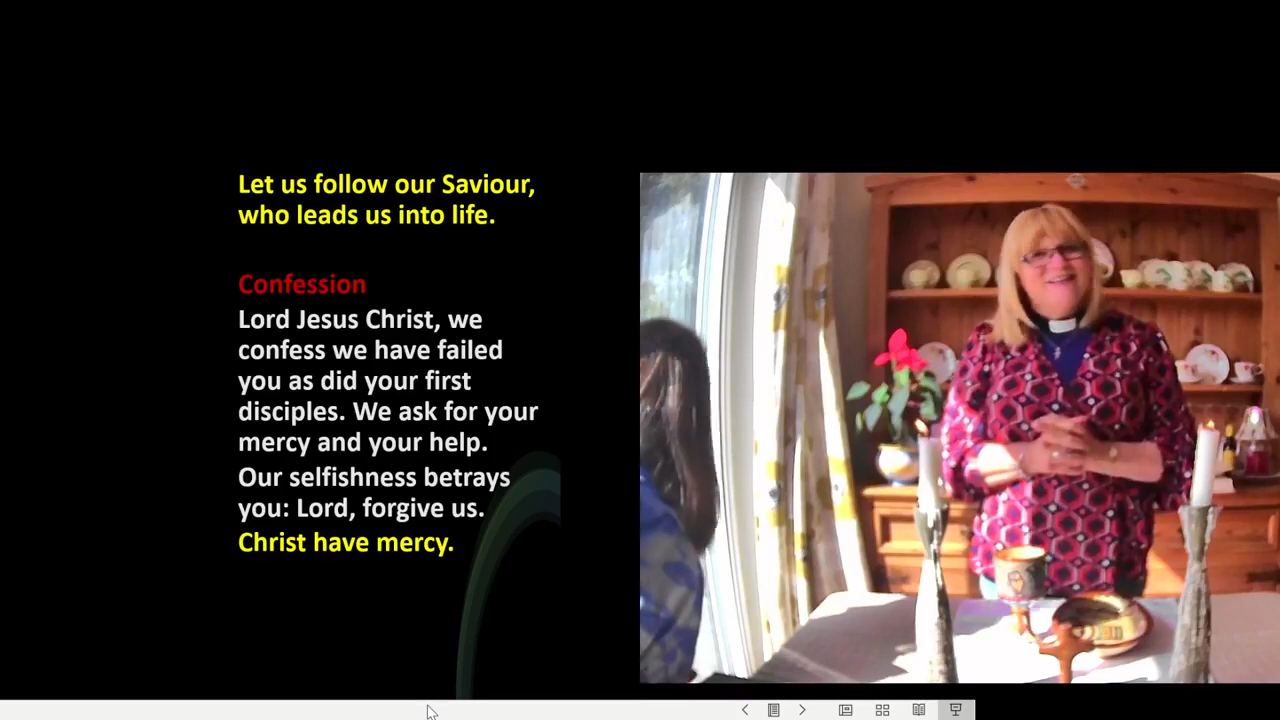 Let us follow our Saviour,
who leads us into life.
Confession
Lord Jesus Christ, we
confess we have failed
you as did your first
disciples. We ask for your
mercy and your help.
Our selfishness betrays
you: Lord, forgive us.
Christ have mercy.